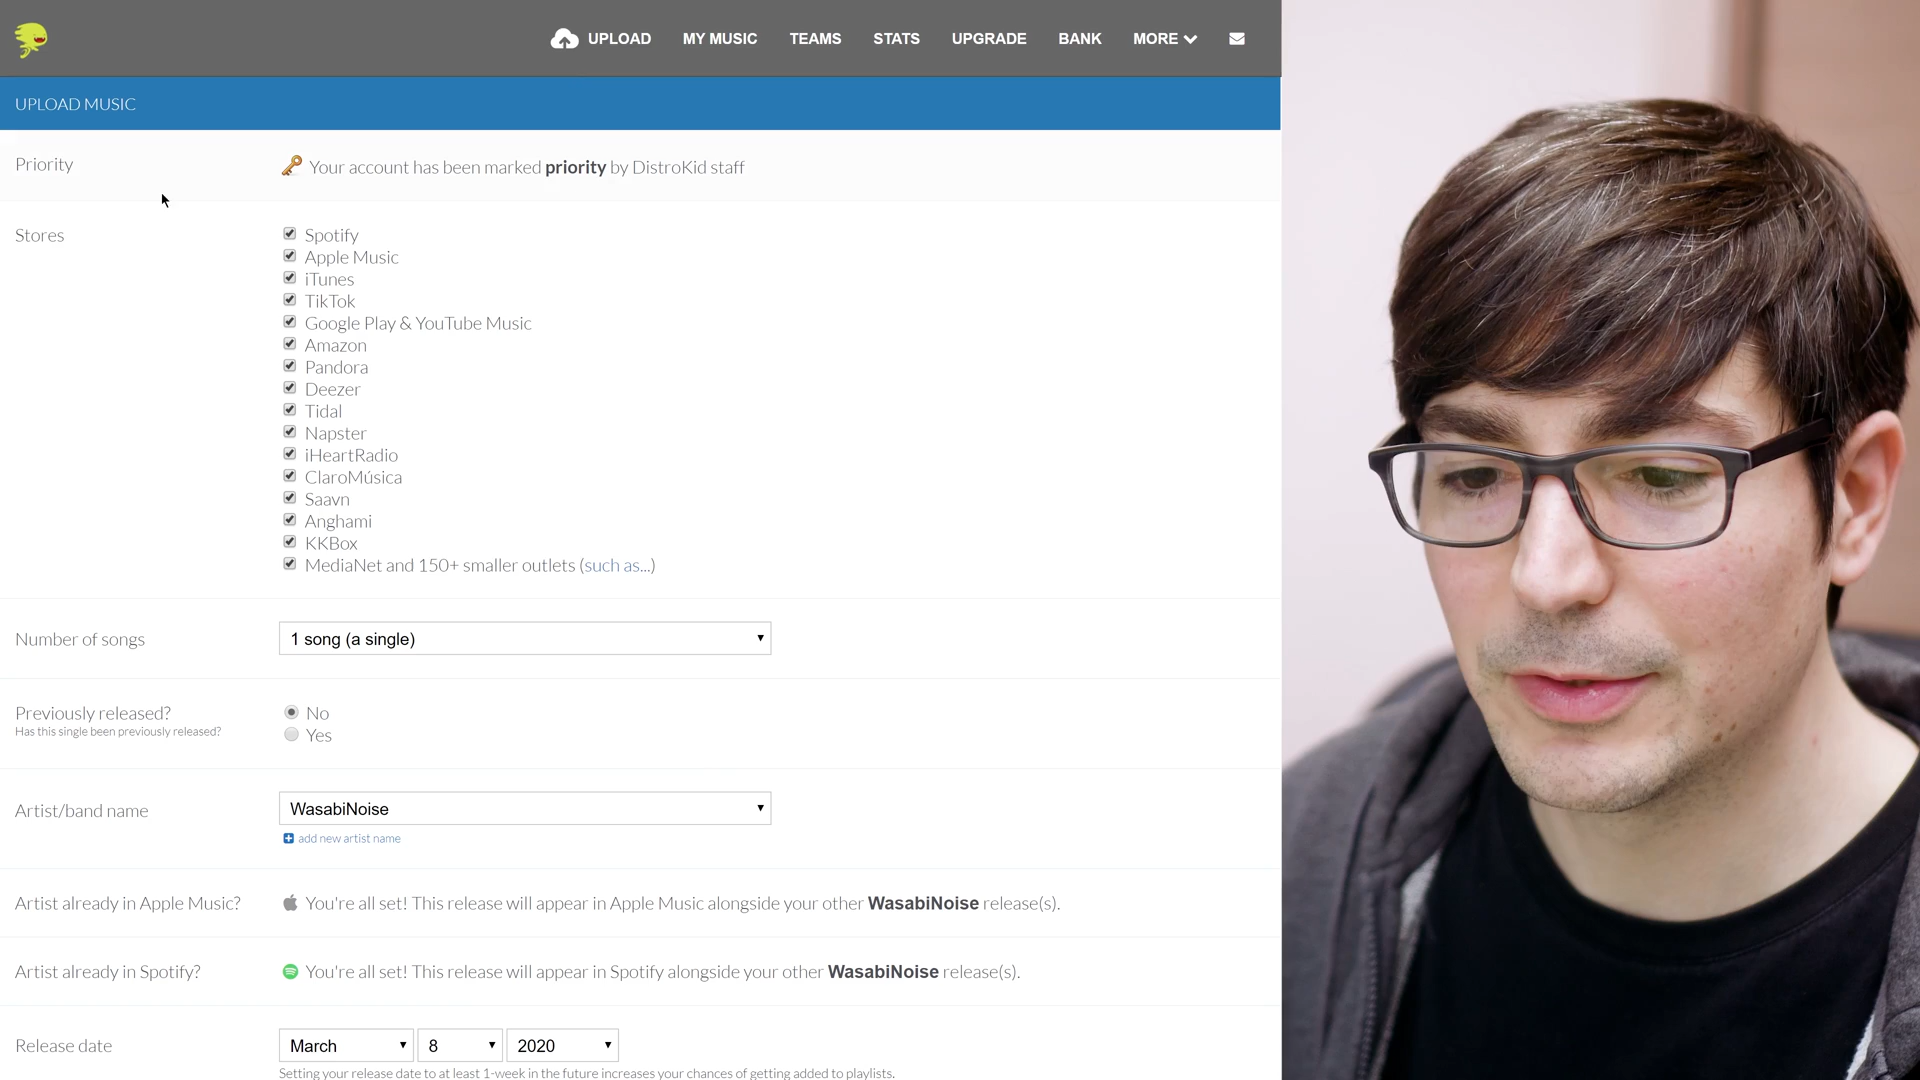 UPLOAD MY MUSIC TEAMS STATS UPGRADE BANK MORE
UPLOAD MUSIC
Priority
Your account has been marked priority by DistroKid staff
Stores
Spotify
Apple Music
iTunes
TikTok
Google Play & YouTube Music
Amazon
Pandora
Deezer
Tidal
Napster
iHeartRadio
ClaroMúsica
Saavn
Anghami
KKBox
MediaNet and 150+ smaller outlets (such as...)
Number of songs
1 song (a single)
Previously released?
Has this single been previously released?
No
Yes
Artist/band name
WasabiNoise
add new artist name
Artist already in Apple Music?
You're all set! This release will appear in Apple Music alongside your other WasabiNoise release(s).
Artist already in Spotify?
You're all set! This release will appear in Spotify alongside your other WasabiNoise release(s).
Release date
March 8 2020
Setting your release date to at least 1-week in the future increases your chances of getting added to playlists.